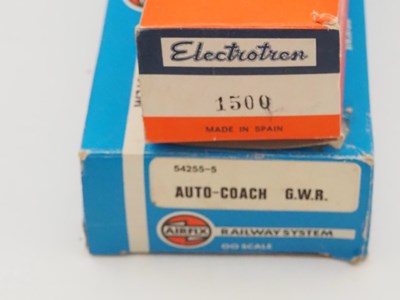 Electrotren
1500
MADE IN SPAIN
54255-5
AUTO-COACH G.W.R.
AIRFIX RAILWAY SYSTEM
OO SCALE